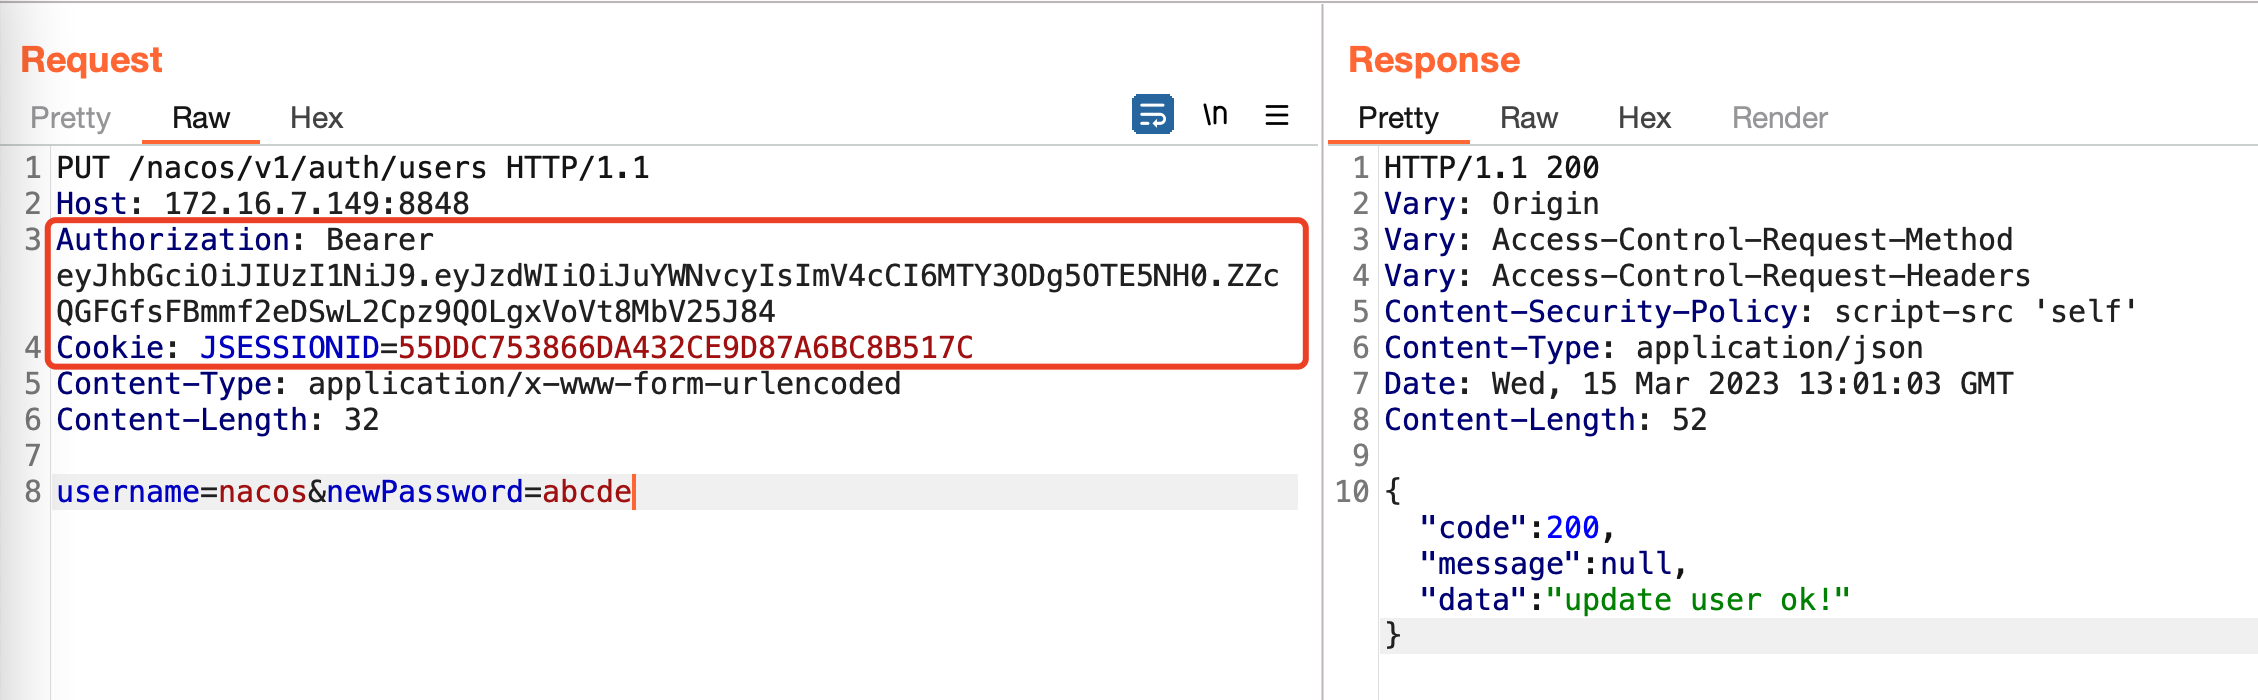 Request
Pretty Raw Hex \n
1 PUT /nacos/v1/auth/users HTTP/1.1
2 Host: 172.16.7.149:8848
3 Authorization: Bearer
eyJhbGciOiJIUzI1NiJ9.eyJzdWIiOiJuYWNvcyIsImV4cCI6MTY3ODg5OTE5NH0.ZZc
QGFGfsFBmmf2eDSwL2Cpz9QOLgxVoVt8MbV25J84
4 Cookie: JSESSIONID=55DDC753866DA432CE9D87A6BC8B517C
5 Content-Type: application/x-www-form-urlencoded
6 Content-Length: 32
7
8 username=nacos&newPassword=abcde
Response
Pretty Raw Hex Render
1 HTTP/1.1 200
2 Vary: Origin
3 Vary: Access-Control-Request-Method
4 Vary: Access-Control-Request-Headers
5 Content-Security-Policy: script-src 'self'
6 Content-Type: application/json
7 Date: Wed, 15 Mar 2023 13:01:03 GMT
8 Content-Length: 52
9
10 {
"code":200,
"message":null,
"data":"update user ok!"
}